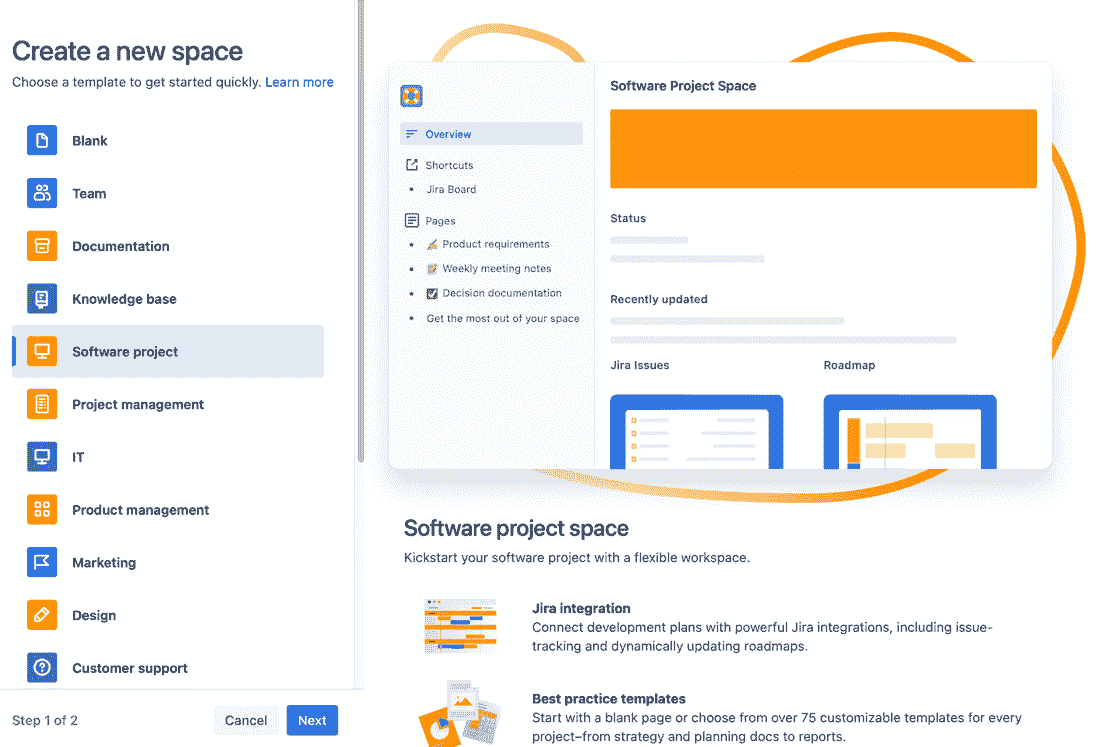 Create a new space
Choose a template to get started quickly. Learn more
Blank
Team
Documentation
Knowledge base
Software project
Project management
IT
Product management
Marketing
Design
Customer support
Step 1 of 2
Cancel
Next
Overview
Shortcuts
Jira Board
Pages
Product requirements
Weekly meeting notes
Decision documentation
Get the most out of your space
Software Project Space
Status
Recently updated
Jira Issues
Roadmap
Software project space
Kickstart your software project with a flexible workspace.
Jira integration
Connect development plans with powerful Jira integrations, including issue-
tracking and dynamically updating roadmaps.
Best practice templates
Start with a blank page or choose from over 75 customizable templates for every
project–from strategy and planning docs to reports.